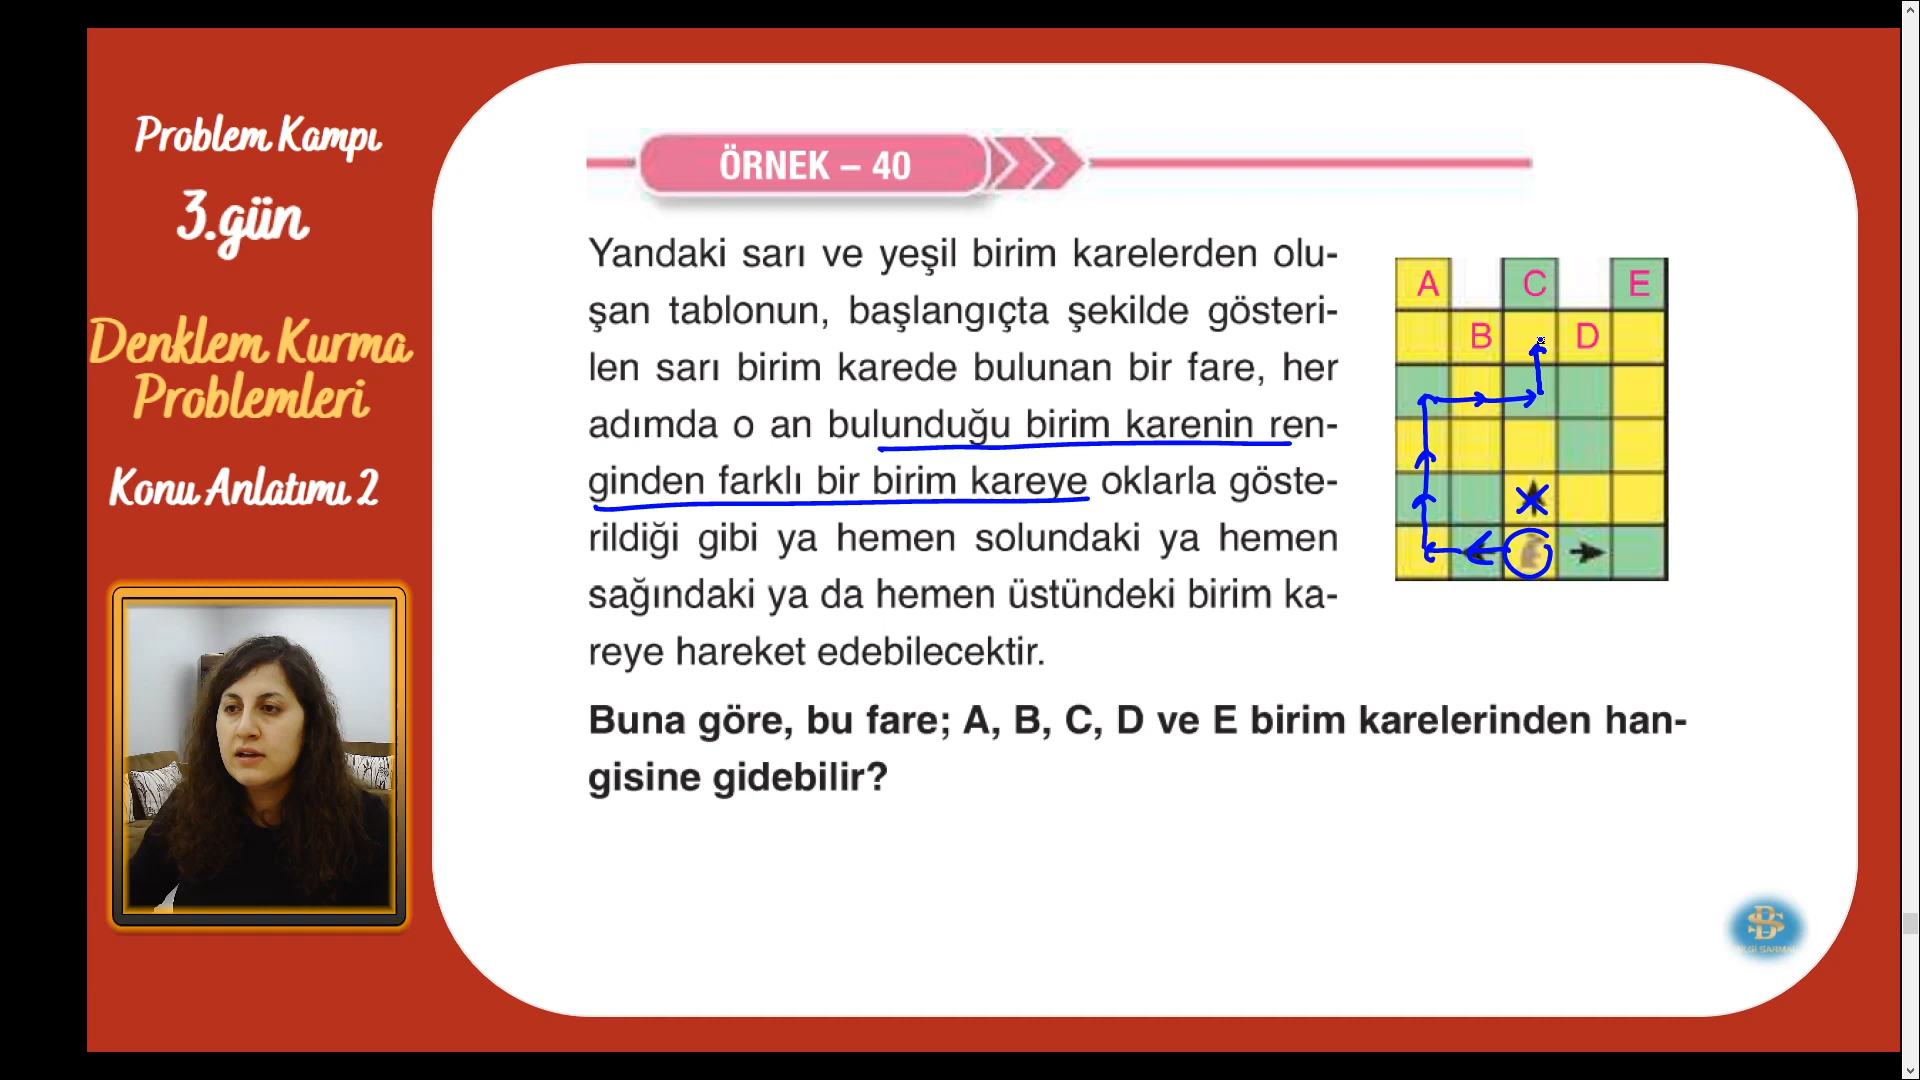 Problem Kampı
3.gün
Denklem Kurma
Problemleri
Konu Anlatımı 2
ÖRNEK – 40
Yandaki sarı ve yeşil birim karelerden olu-
şan tablonun, başlangıçta şekilde gösteri-
len sarı birim karede bulunan bir fare, her
adımda o an bulunduğu birim karenin ren-
ginden farklı bir birim kareye oklarla göste-
rildiği gibi ya hemen solundaki ya hemen
sağındaki ya da hemen üstündeki birim ka-
reye hareket edebilecektir.
Buna göre, bu fare; A, B, C, D ve E birim karelerinden han-
gisine gidebilir?
A C E
B D